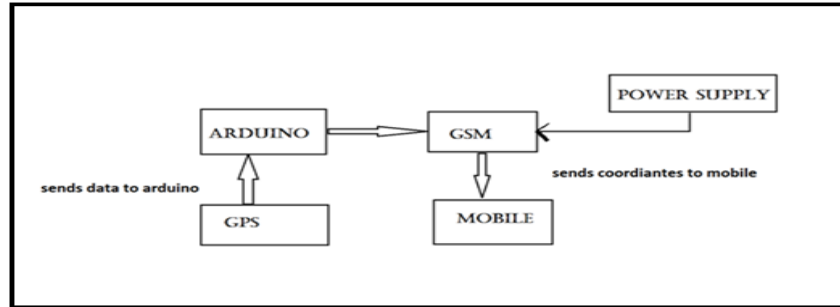 POWER SUPPLY
ARDUINO
GSM
sends coordiantes to mobile
sends data to arduino
GPS
MOBILE